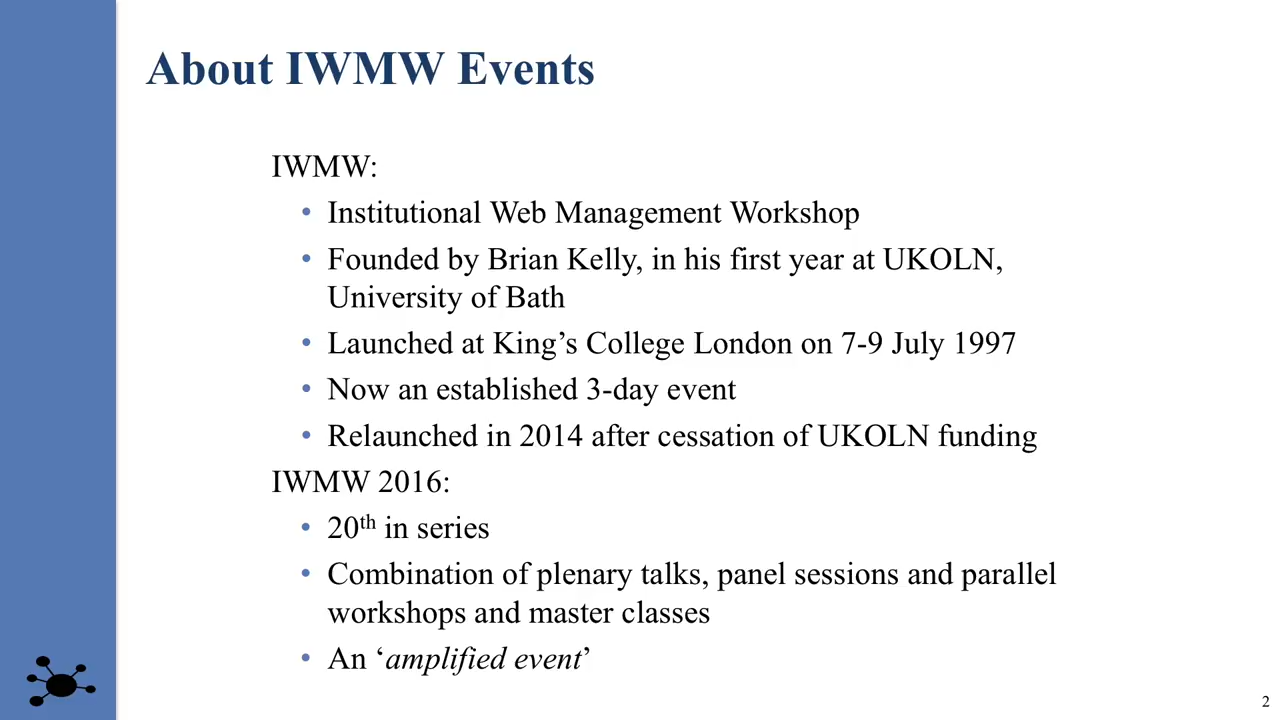 About IWMW Events
IWMW:
• Institutional Web Management Workshop
• Founded by Brian Kelly, in his first year at UKOLN,
University of Bath
• Launched at King’s College London on 7-9 July 1997
• Now an established 3-day event
• Relaunched in 2014 after cessation of UKOLN funding
IWMW 2016:
• 20th in series
• Combination of plenary talks, panel sessions and parallel
workshops and master classes
• An ‘amplified event’
2